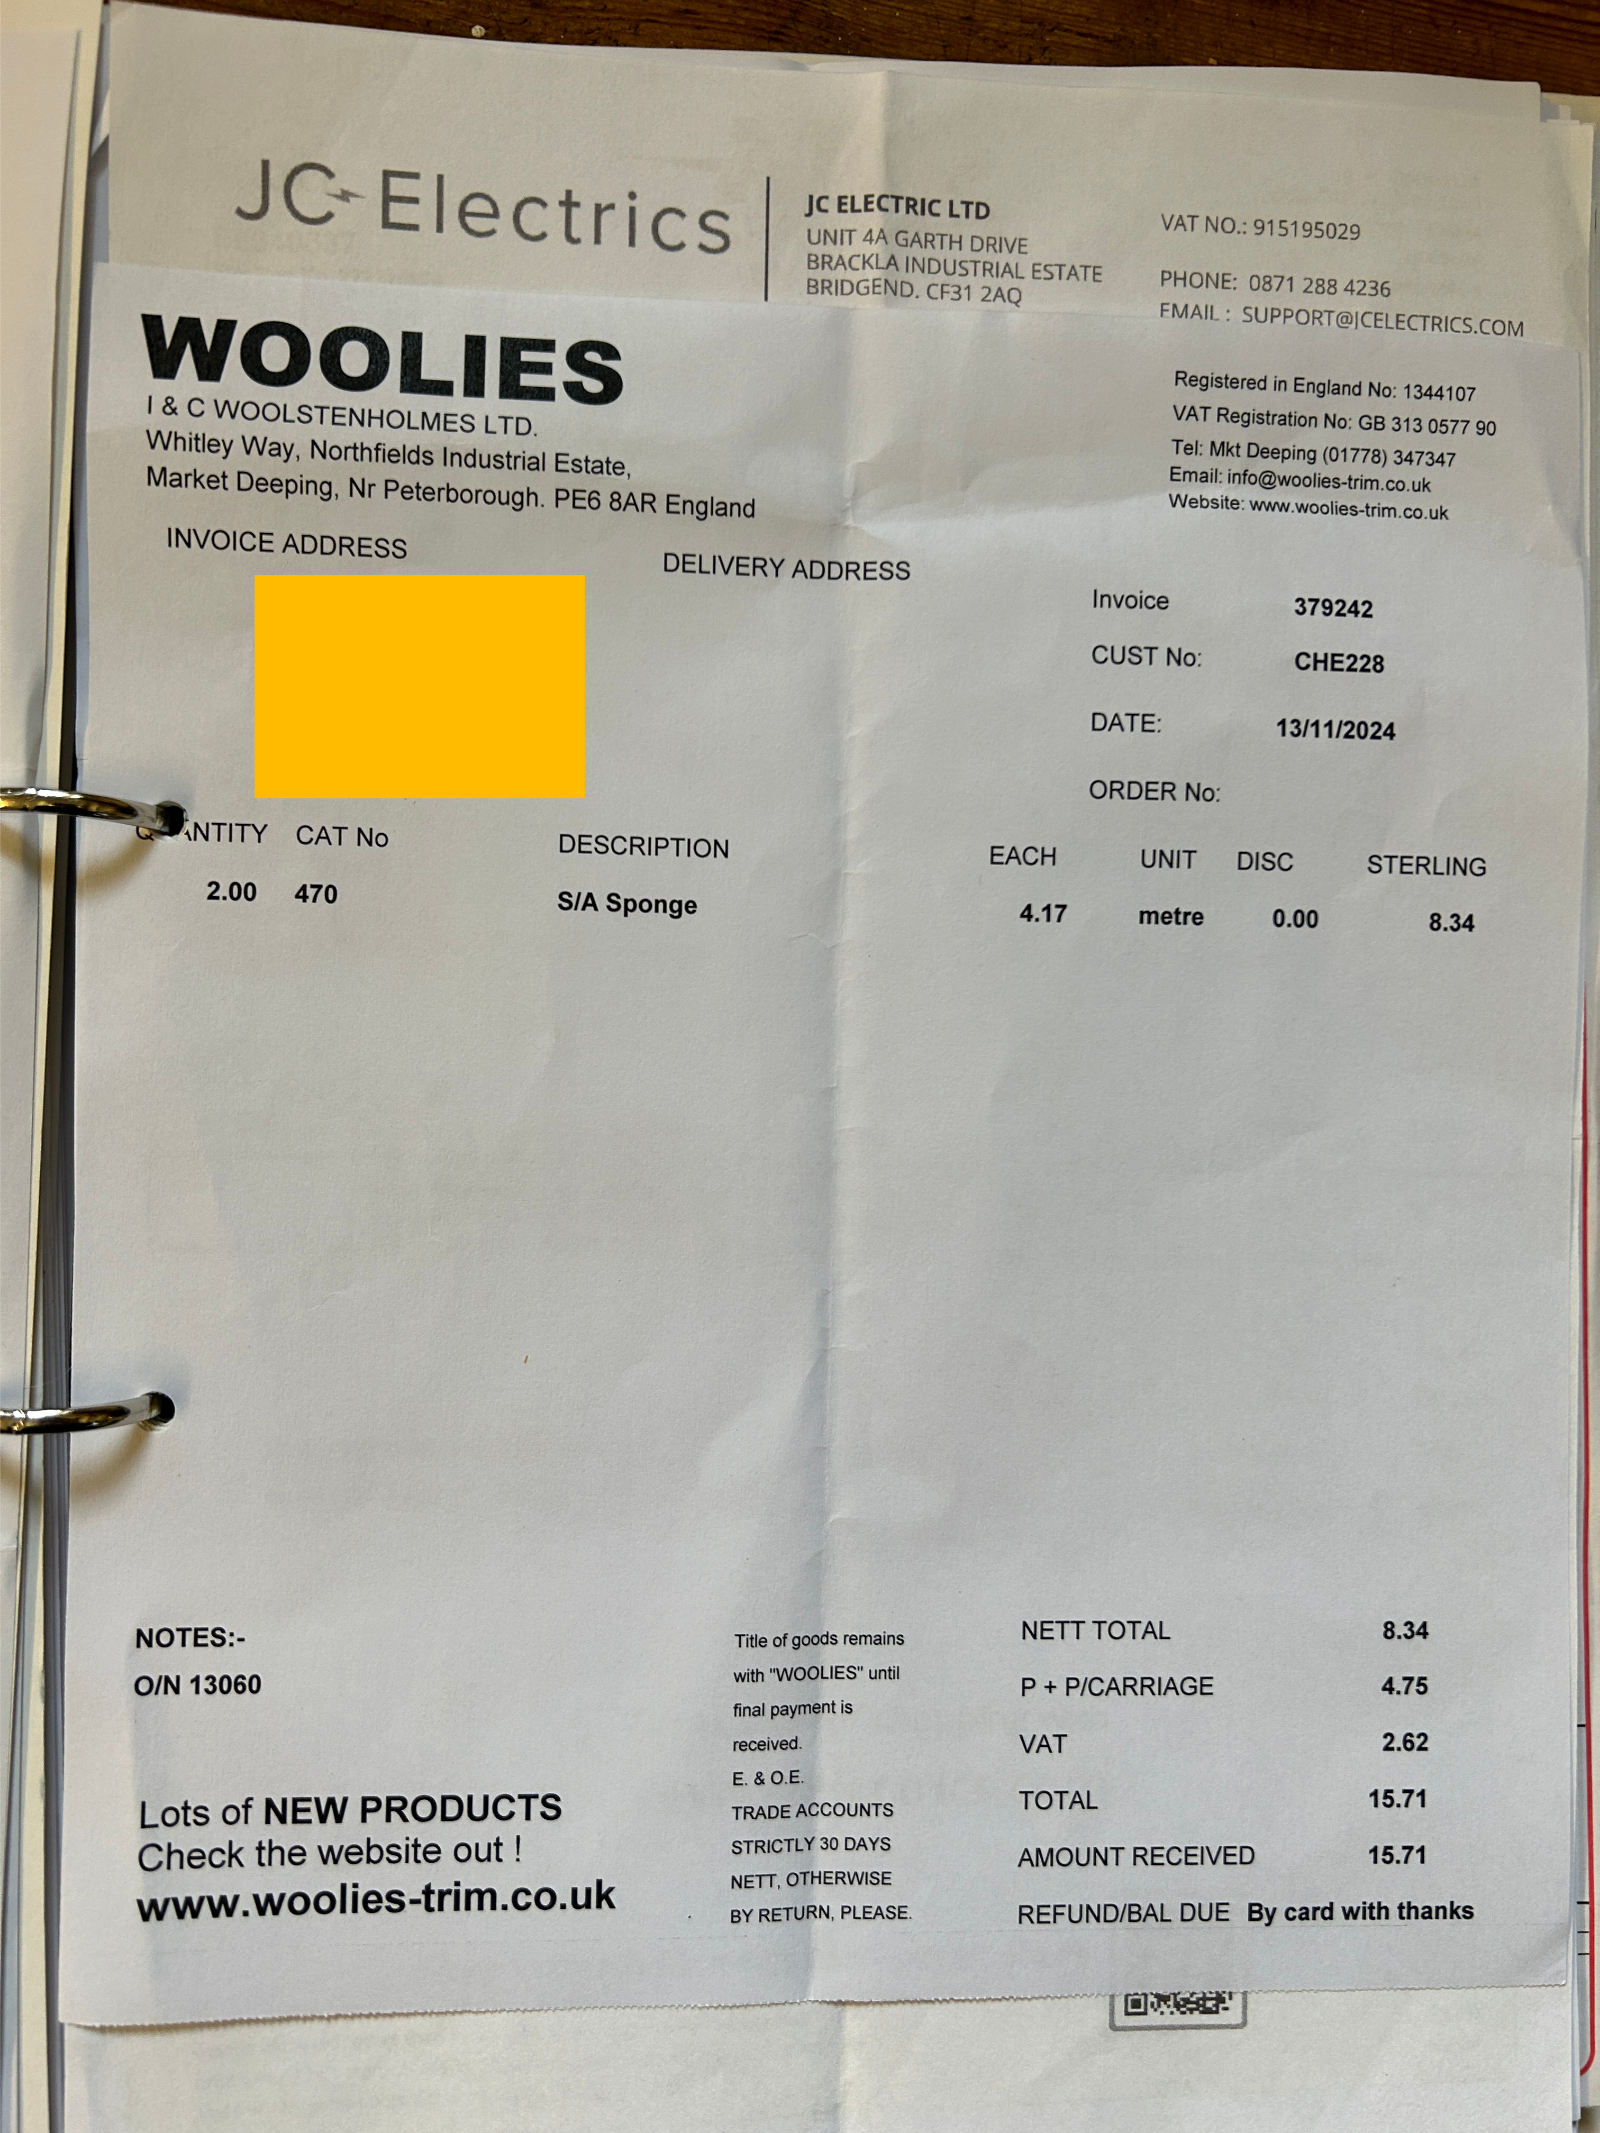 JC Electrics
JC ELECTRIC LTD
UNIT 4A GARTH DRIVE
BRACKLA INDUSTRIAL ESTATE
BRIDGEND. CF31 2AQ
VAT NO.: 915195029
PHONE: 0871 288 4236
EMAIL : SUPPORT@JCELECTRICS.COM
WOOLIES
I & C WOOLSTENHOLMES LTD.
Whitley Way, Northfields Industrial Estate,
Market Deeping, Nr Peterborough. PE6 8AR England
Registered in England No: 1344107
VAT Registration No: GB 313 0577 90
Tel: Mkt Deeping (01778) 347347
Email: info@woolies-trim.co.uk
Website: www.woolies-trim.co.uk
INVOICE ADDRESS
DELIVERY ADDRESS
Invoice 379242
CUST No: CHE228
DATE: 13/11/2024
ORDER No:
QUANTITY CAT No DESCRIPTION EACH UNIT DISC STERLING
2.00 470 S/A Sponge 4.17 metre 0.00 8.34
NOTES:-
O/N 13060
Lots of NEW PRODUCTS
Check the website out !
www.woolies-trim.co.uk
Title of goods remains
with "WOOLIES" until
final payment is
received.
E. & O.E.
TRADE ACCOUNTS
STRICTLY 30 DAYS
NETT, OTHERWISE
BY RETURN, PLEASE.
NETT TOTAL 8.34
P + P/CARRIAGE 4.75
VAT 2.62
TOTAL 15.71
AMOUNT RECEIVED 15.71
REFUND/BAL DUE By card with thanks